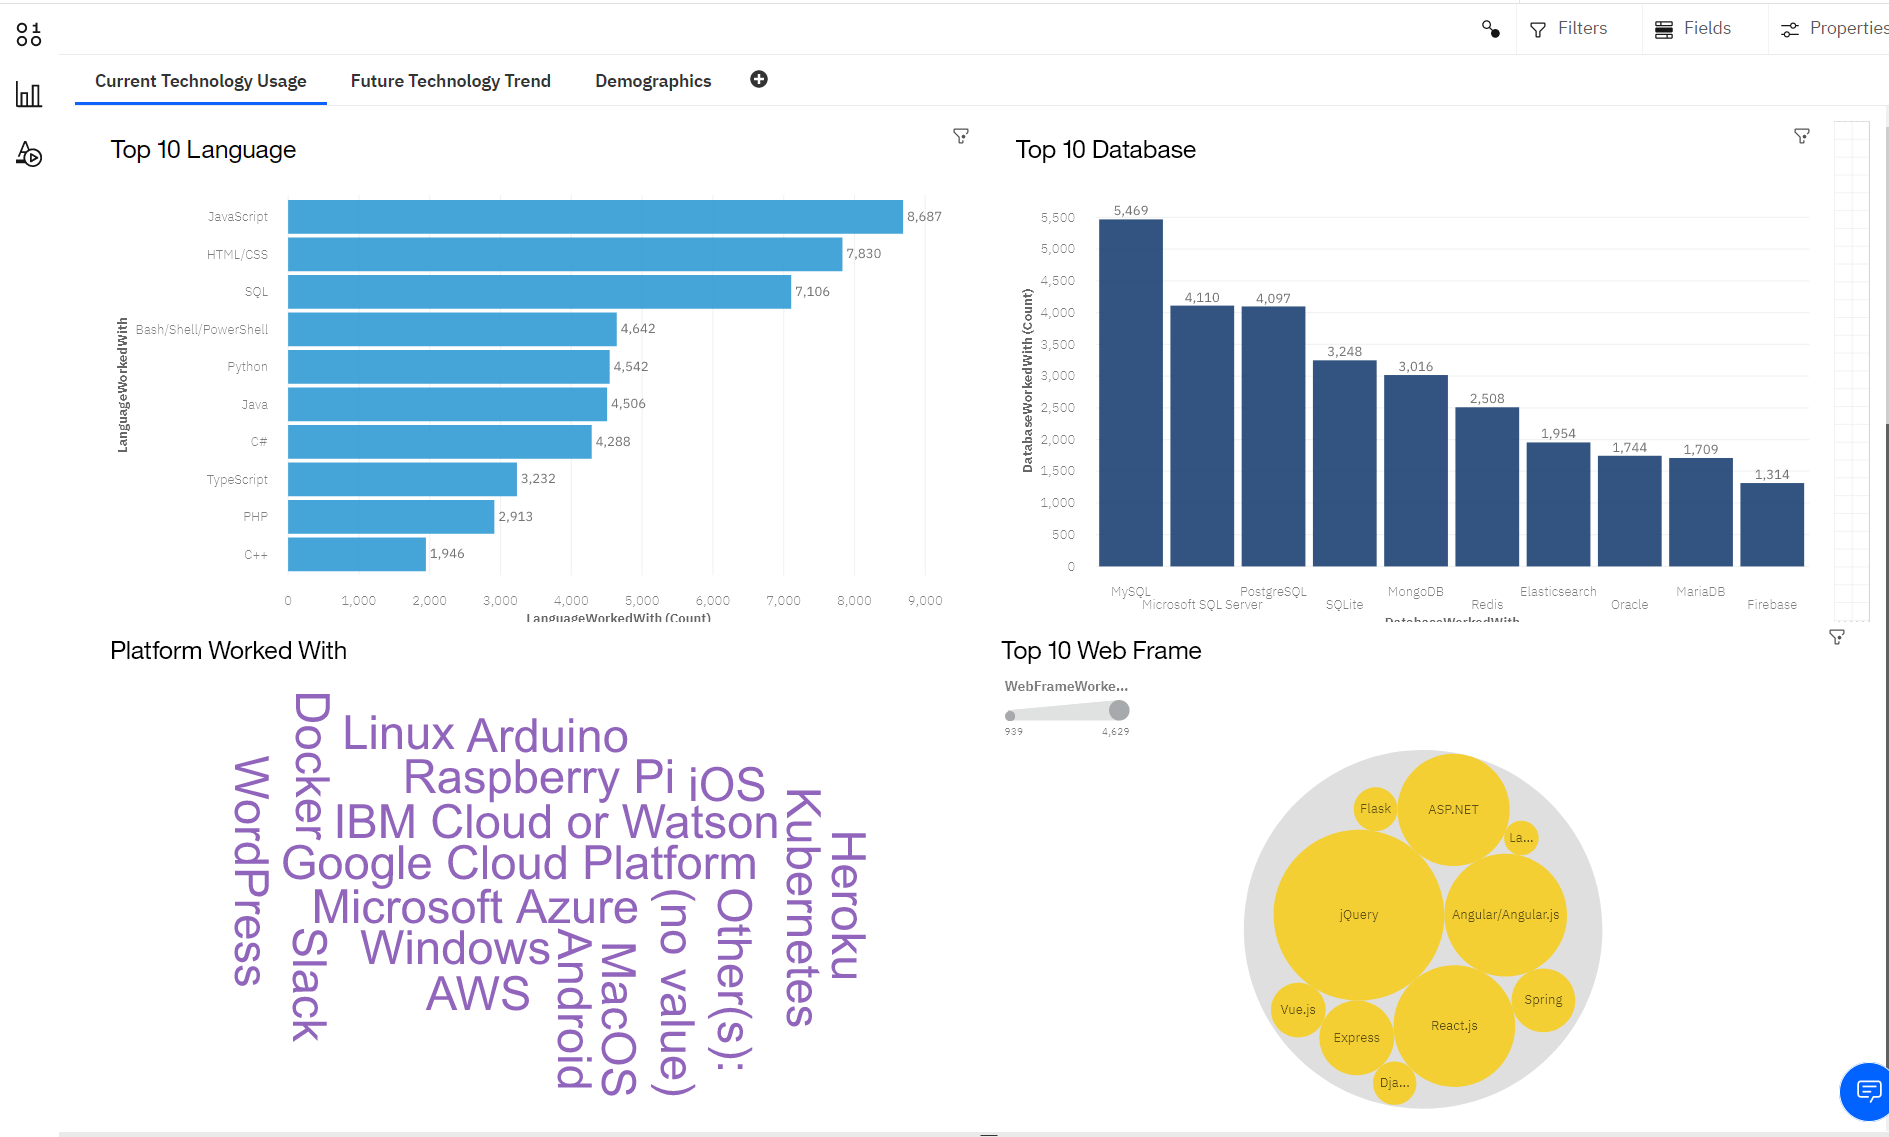 Filters
Fields
Properties
Current Technology Usage
Future Technology Trend
Demographics
Top 10 Language
LanguageWorkedWith
JavaScript
8,687
HTML/CSS
7,830
SQL
7,106
Bash/Shell/PowerShell
4,642
Python
4,542
Java
4,506
C#
4,288
TypeScript
3,232
PHP
2,913
C++
1,946
0 1,000 2,000 3,000 4,000 5,000 6,000 7,000 8,000 9,000
LanguageWorkedWith (Count)
Top 10 Database
DatabaseWorkedWith (Count)
5,500
5,000
4,500
4,000
3,500
3,000
2,500
2,000
1,500
1,000
500
0
5,469
4,110
4,097
3,248
3,016
2,508
1,954
1,744
1,709
1,314
MySQL
Microsoft SQL Server
PostgreSQL
SQLite
MongoDB
Redis
Elasticsearch
Oracle
MariaDB
Firebase
DatabaseWorkedWith
Platform Worked With
Docker
Linux
Arduino
WordPress
Raspberry Pi
iOS
IBM Cloud or Watson
Kubernetes
Heroku
Google Cloud Platform
Microsoft Azure
Slack
Windows
AWS
Android
MacOS
(no value)
Other(s):
Top 10 Web Frame
WebFrameWorke...
939
4,629
Flask
ASP.NET
La...
jQuery
Angular/Angular.js
Spring
Vue.js
Express
React.js
Dja...